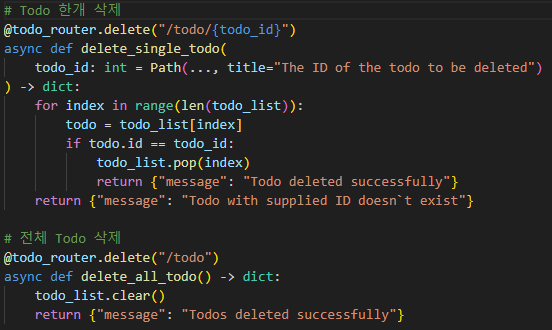 # Todo 한개 삭제
@todo_router.delete("/todo/{todo_id}")
async def delete_single_todo(
    todo_id: int = Path(..., title="The ID of the todo to be deleted")
) -> dict:
    for index in range(len(todo_list)):
        todo = todo_list[index]
        if todo.id == todo_id:
            todo_list.pop(index)
            return {"message": "Todo deleted successfully"}
    return {"message": "Todo with supplied ID doesn`t exist"}

# 전체 Todo 삭제
@todo_router.delete("/todo")
async def delete_all_todo() -> dict:
    todo_list.clear()
    return {"message": "Todos deleted successfully"}